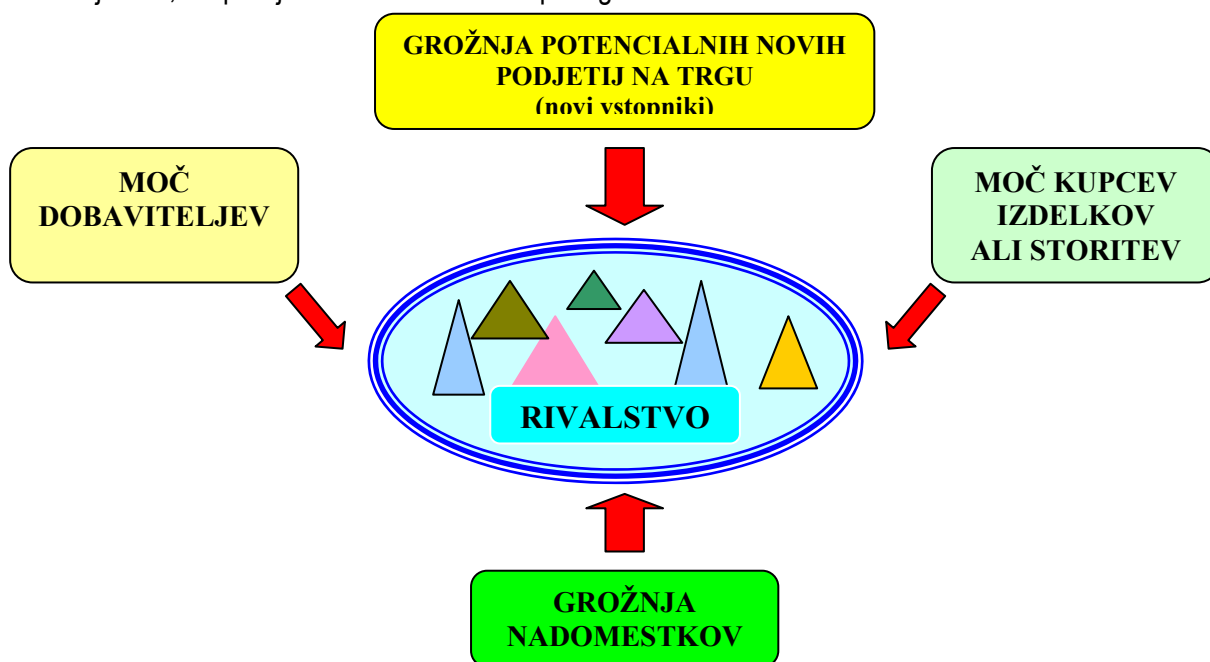 GROŽNJA POTENCIALNIH NOVIH
PODJETIJ NA TRGU
(novi vstopniki)
MOČ
DOBAVITELJEV
MOČ KUPCEV
IZDELKOV
ALI STORITEV
RIVALSTVO
GROŽNJA
NADOMESTKOV